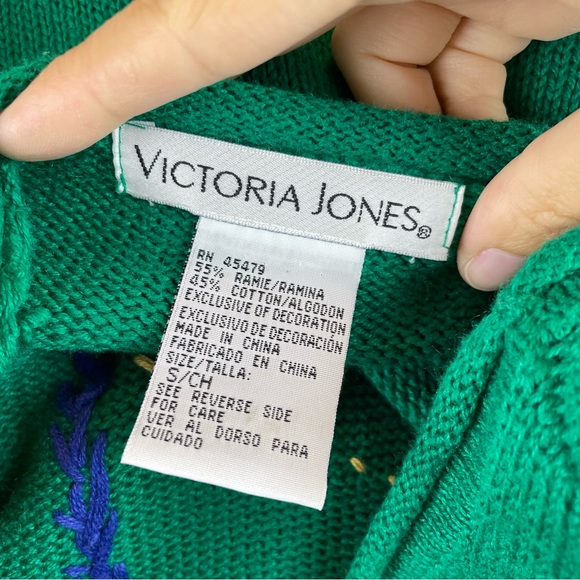 VICTORIA JONES®
RN 45479
55% RAMIE/RAMINA
45% COTTON/ALGODON
EXCLUSIVE OF DECORATION
EXCLUSIVO DE DECORACIÓN
MADE IN CHINA
FABRICADO EN CHINA
SIZE/TALLA:
S/CH
SEE REVERSE SIDE
FOR CARE
VER AL DORSO PARA
CUIDADO